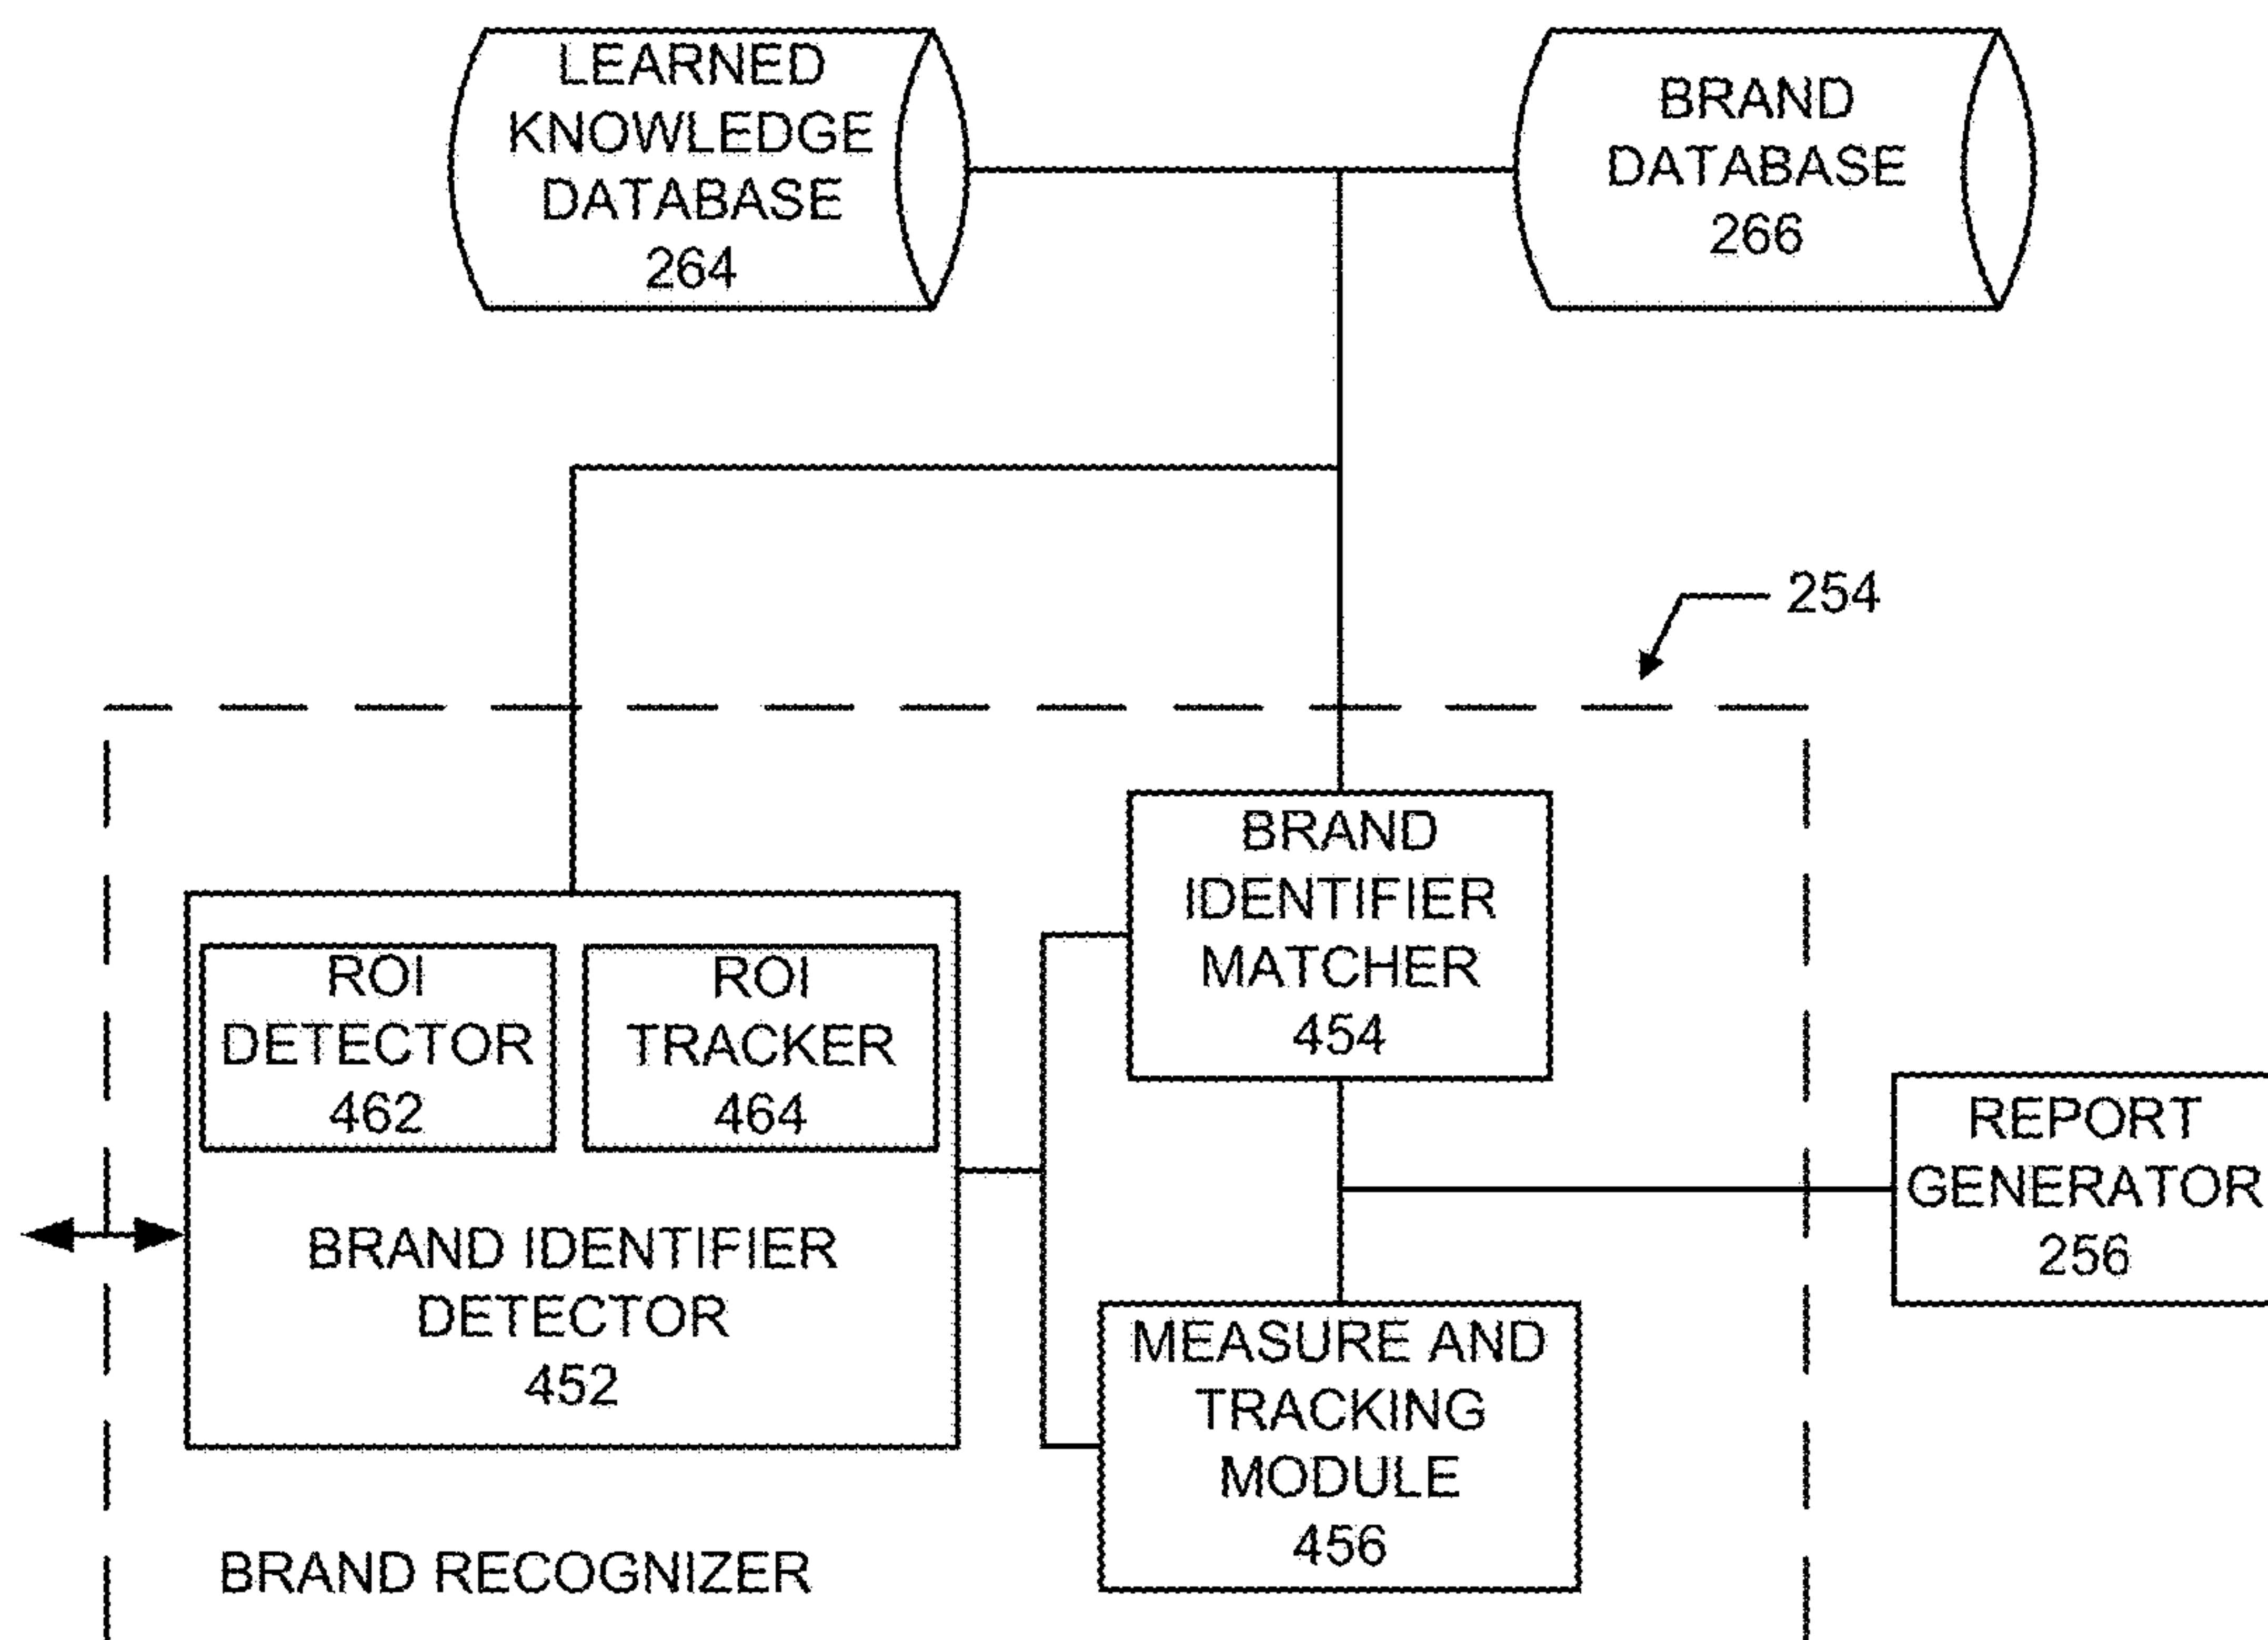 LEARNED
KNOWLEDGE
DATABASE
264
BRAND
DATABASE
266
254
BRAND
IDENTIFIER
MATCHER
454
ROI
DETECTOR
462
ROI
TRACKER
464
BRAND IDENTIFIER
DETECTOR
452
REPORT
GENERATOR
256
MEASURE AND
TRACKING
MODULE
456
BRAND RECOGNIZER